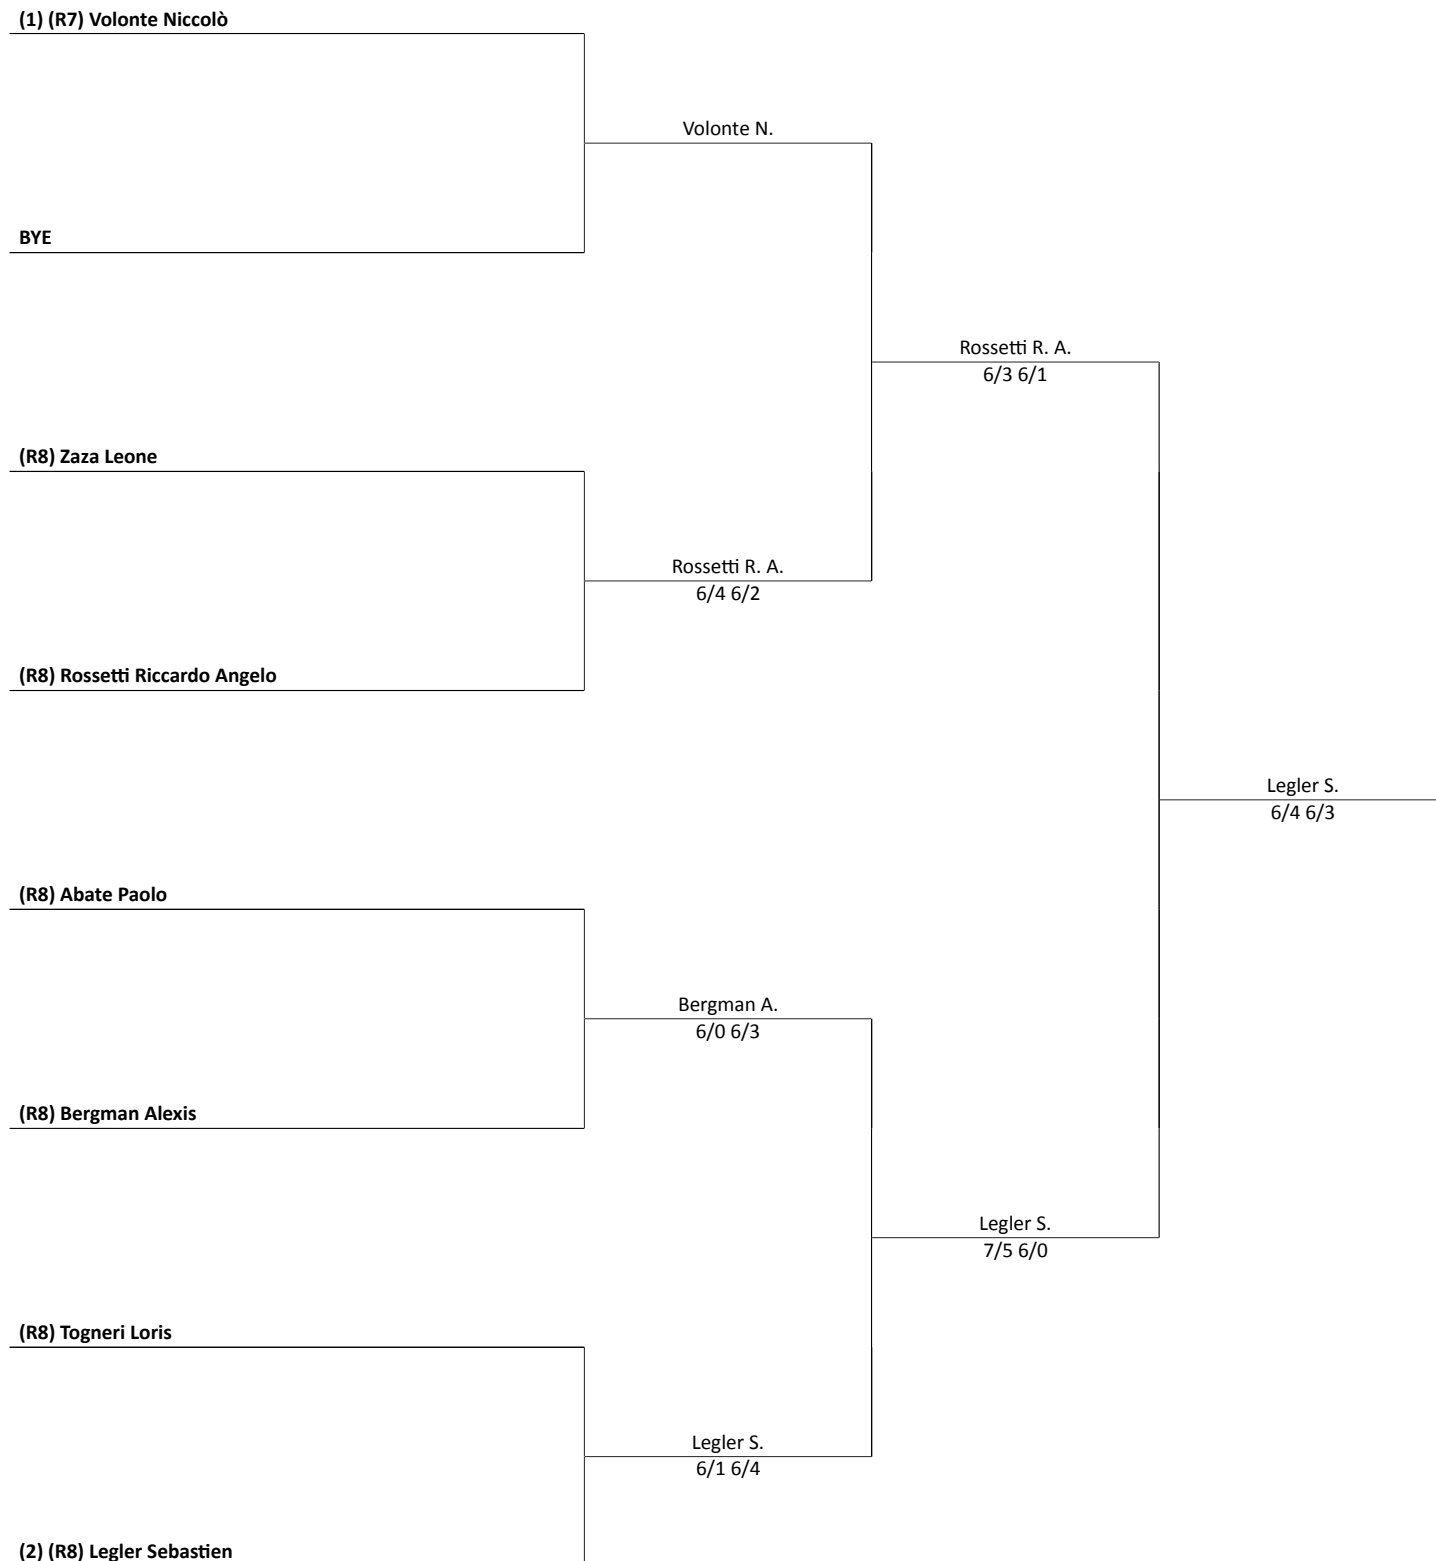 (1) (R7) Volonte Niccolò
Volonte N.
BYE
Rossetti R. A.
6/3 6/1
(R8) Zaza Leone
Rossetti R. A.
6/4 6/2
(R8) Rossetti Riccardo Angelo
Legler S.
6/4 6/3
(R8) Abate Paolo
Bergman A.
6/0 6/3
(R8) Bergman Alexis
Legler S.
7/5 6/0
(R8) Togneri Loris
Legler S.
6/1 6/4
(2) (R8) Legler Sebastien